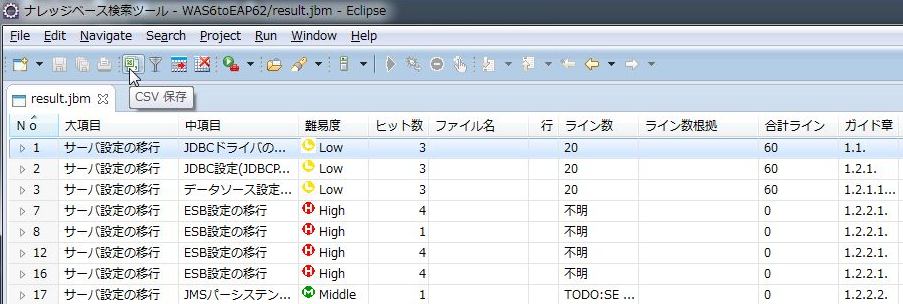 ナレッジベース検索ツール - WAS6toEAP62/result.jbm - Eclipse
File Edit Navigate Search Project Run Window Help
CSV 保存
result.jbm
No 大項目 中項目 難易度 ヒット数 ファイル名 行 ライン数 ライン数根拠 合計ライン ガイド章
1 サーバ設定の移行 JDBCドライバの... Low 3 20 60 1.1.
2 サーバ設定の移行 JDBC設定(JDBCP... Low 3 20 60 1.2.1.
3 サーバ設定の移行 データソース設定... Low 3 20 60 1.2.1.1...
7 サーバ設定の移行 ESB設定の移行 High 4 不明 0 1.2.2.1.
8 サーバ設定の移行 ESB設定の移行 High 1 不明 0 1.2.2.1.
12 サーバ設定の移行 ESB設定の移行 High 4 不明 0 1.2.2.1.
16 サーバ設定の移行 ESB設定の移行 High 4 不明 0 1.2.2.1.
17 サーバ設定の移行 JMSパーシステン... Middle 1 TODO:SE ... 0 1.2.2.2.